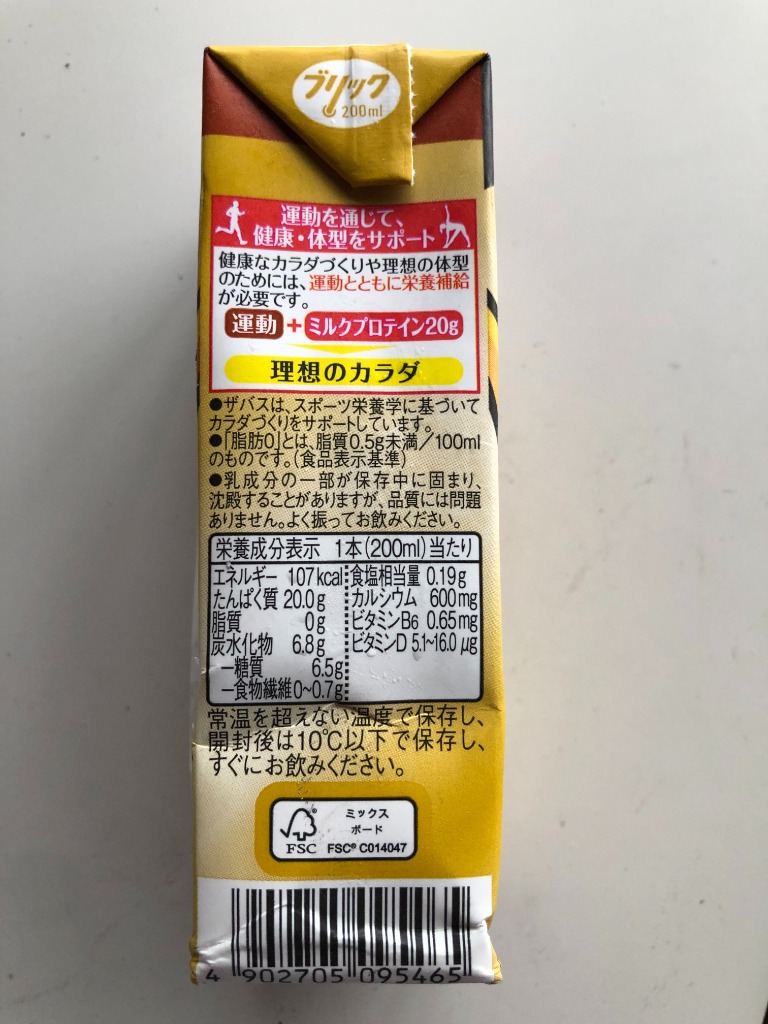 ブリック
200ml
運動を通じて、
健康・体型をサポート
健康なカラダづくりや理想の体型
のためには、運動とともに栄養補給
が必要です。
運動+ミルクプロテイン20g
理想のカラダ
●ザバスは、スポーツ栄養学に基づいて
カラダづくりをサポートしています。
●「脂肪0」とは、脂質0.5g未満/100ml
のものです。(食品表示基準)
●乳成分の一部が保存中に固まり、
沈殿することがありますが、品質には問題
ありません。よく振ってお飲みください。
栄養成分表示 1本(200ml)当たり
エネルギー 107kcal 食塩相当量 0.19g
たんぱく質 20.0g カルシウム 600mg
脂質 0g ビタミンB6 0.65mg
炭水化物 6.8g ビタミンD 5.1~16.0μg
ー糖質 6.5g
ー食物繊維 0~0.7g
常温を超えない温度で保存し、
開封後は10℃以下で保存し、
すぐにお飲みください。
ミックス
ボード
FSC FSC® C014047
4 902705 095465